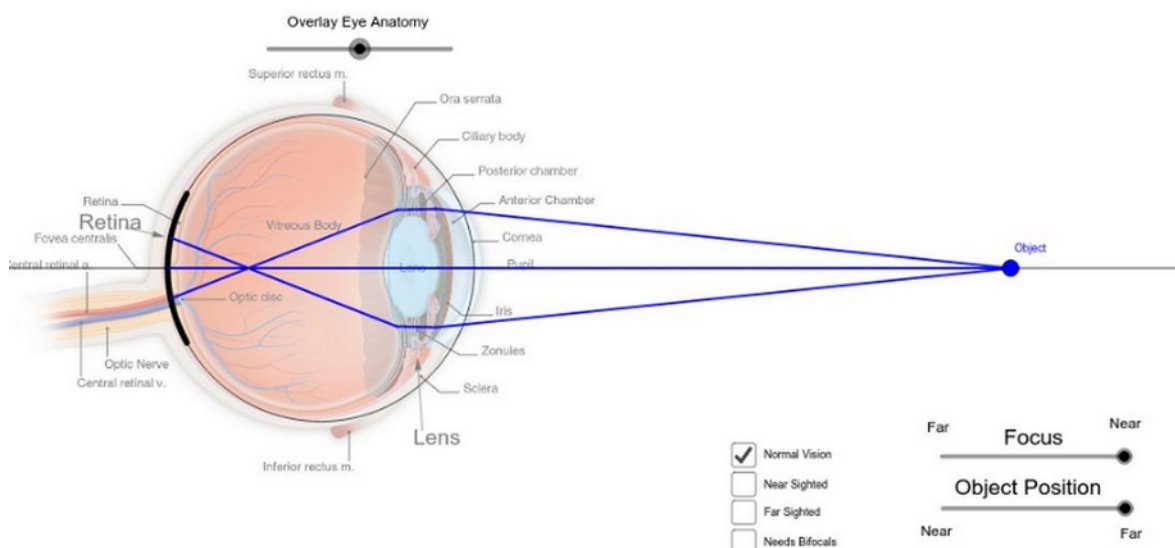 Overlay Eye Anatomy
Superior rectus m.
Ora serrata
Ciliary body
Posterior chamber
Anterior Chamber
Retina
Retina
Vitreous Body
Fovea centralis
Cornea
Object
Central retinal a.
Lens
Pupil
Optic disc
Iris
Optic Nerve
Zonules
Central retinal v.
Sclera
Lens
Inferior rectus m.
Far
Near
Focus
Normal Vision
Near Sighted
Object Position
Far Sighted
Near
Far
Needs Bifocals